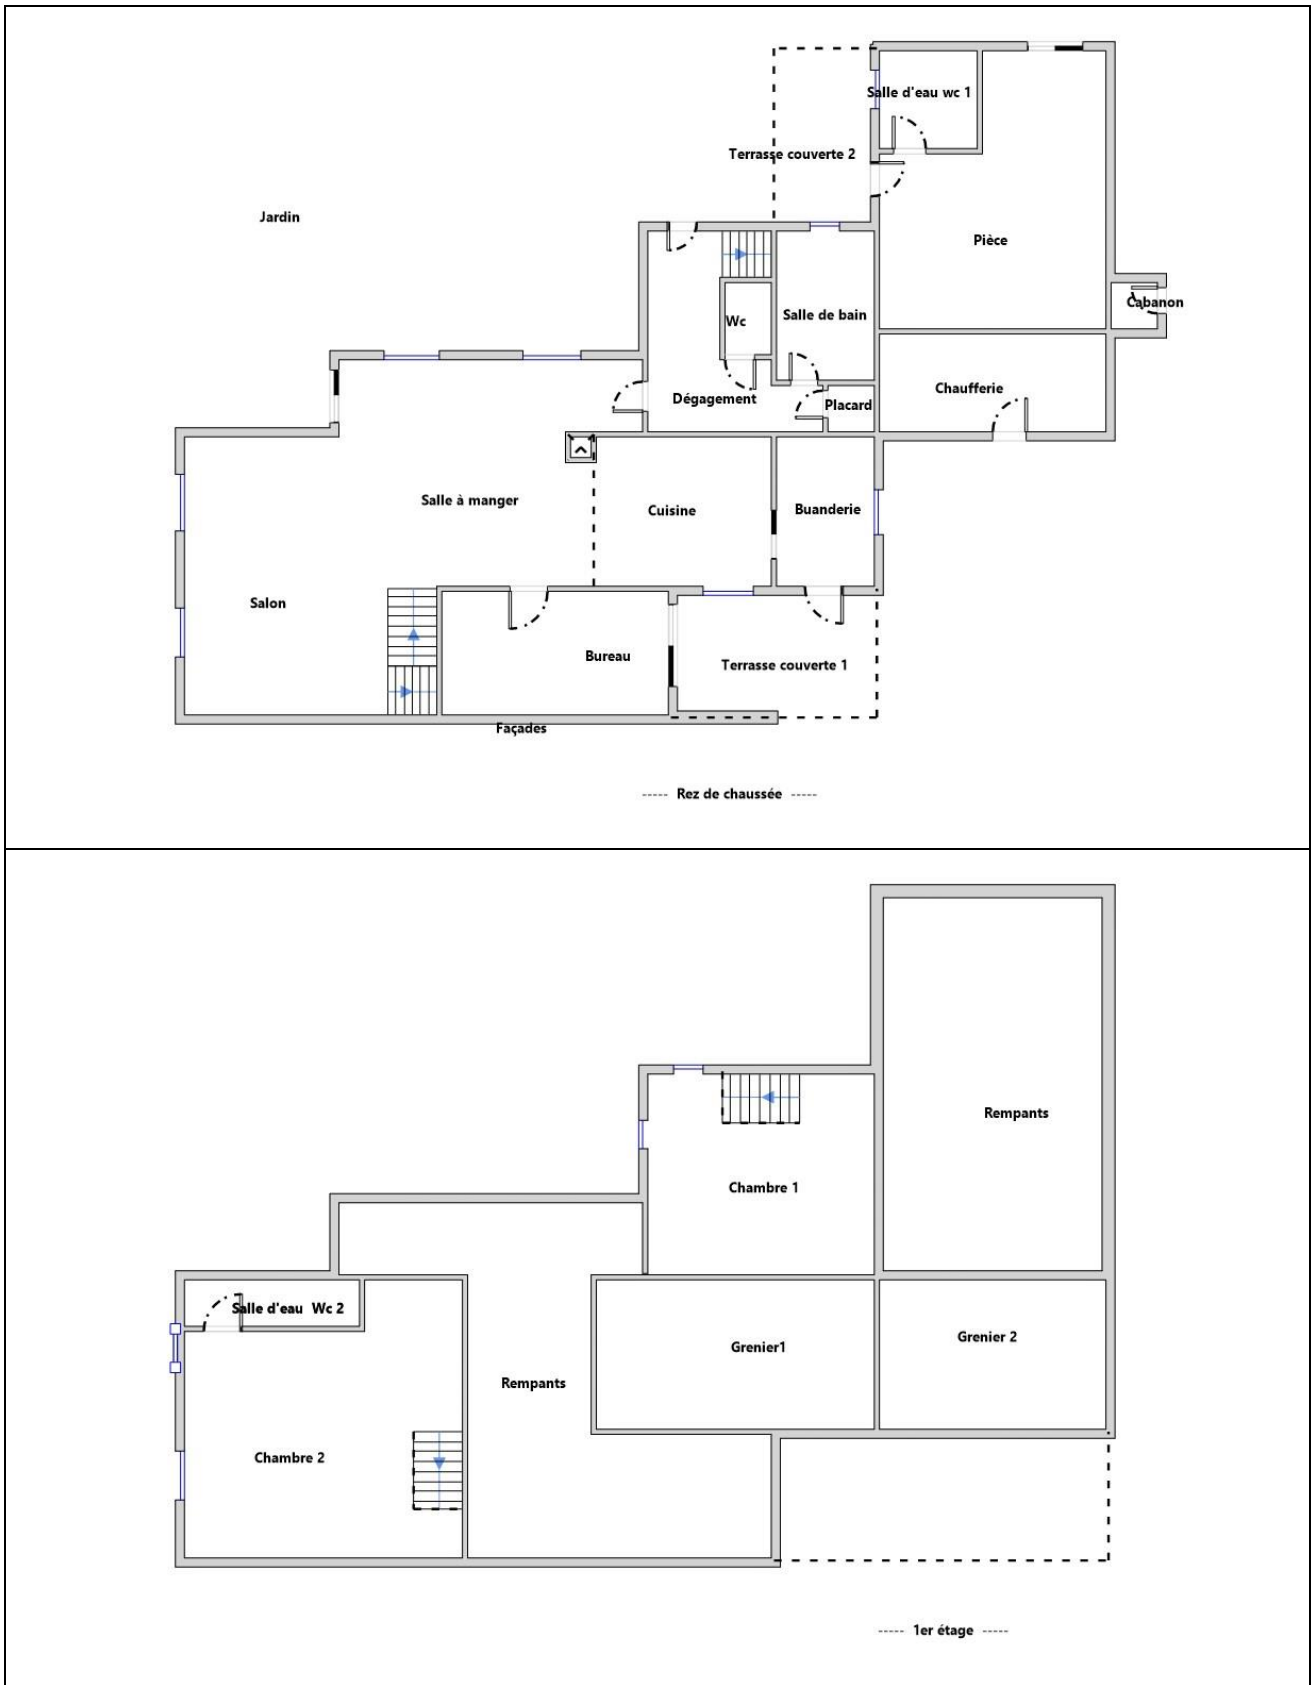 Salle d'eau wc 1
Terrasse couverte 2
Jardin
Pièce
Cabanon
Salle de bain
Wc
Chaufferie
Dégagement
Placard
Salle à manger
Cuisine
Buanderie
Salon
Bureau
Terrasse couverte 1
Façades
----- Rez de chaussée -----
Rempants
Chambre 1
Salle d'eau Wc 2
Grenier 2
Grenier1
Rempants
Chambre 2
----- 1er étage -----